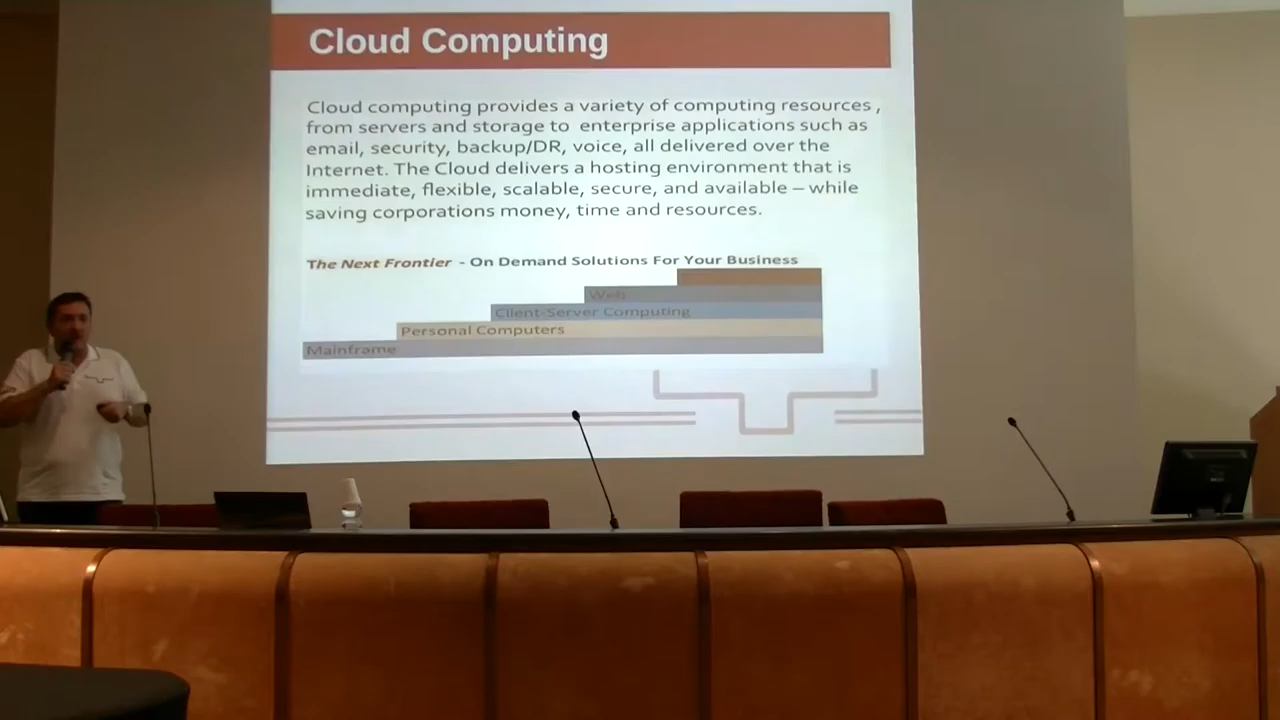 Cloud Computing
Cloud computing provides a variety of computing resources ,
from servers and storage to enterprise applications such as
email, security, backup/DR, voice, all delivered over the
Internet. The Cloud delivers a hosting environment that is
immediate, flexible, scalable, secure, and available – while
saving corporations money, time and resources.
The Next Frontier - On Demand Solutions For Your Business
Web
Client-Server Computing
Personal Computers
Mainframe